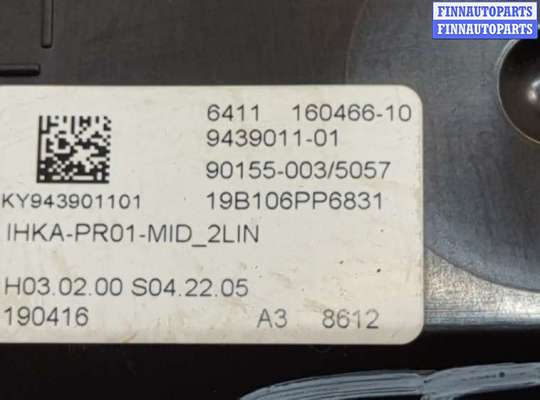 FINNAUTOPARTS
FINNAUTOPARTS
6411 160466-10
9439011-01
90155-003/5057
KY943901101 19B106PP6831
IHKA-PR01-MID_2LIN
H03.02.00 S04.22.05
190416 A3 8612